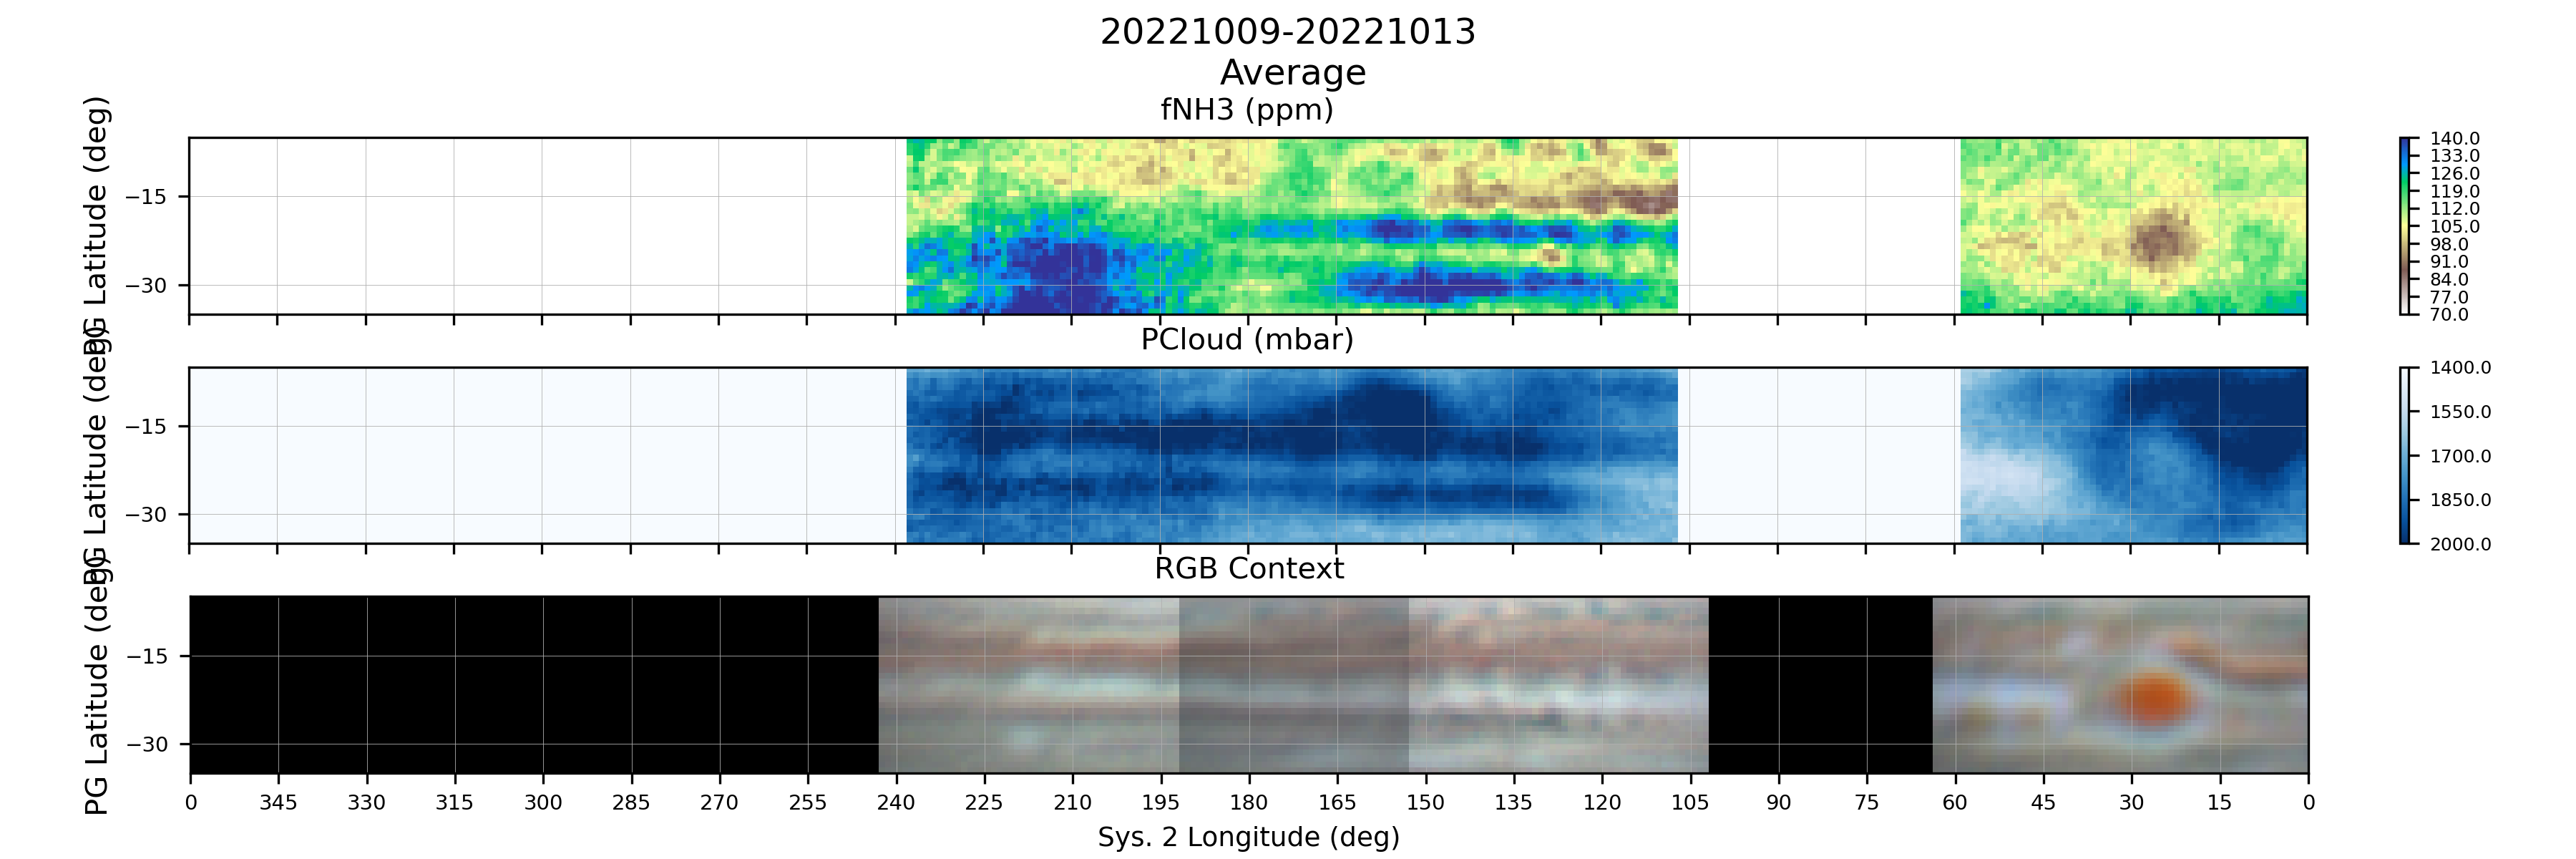 20221009-20221013
Average
fNH3 (ppm)
PG Latitude (deg)
−15
−30
140.0
133.0
126.0
119.0
112.0
105.0
98.0
91.0
84.0
77.0
70.0
PCloud (mbar)
PG Latitude (deg)
−15
−30
1400.0
1550.0
1700.0
1850.0
2000.0
RGB Context
PG Latitude (deg)
−15
−30
0 345 330 315 300 285 270 255 240 225 210 195 180 165 150 135 120 105 90 75 60 45 30 15 0
Sys. 2 Longitude (deg)